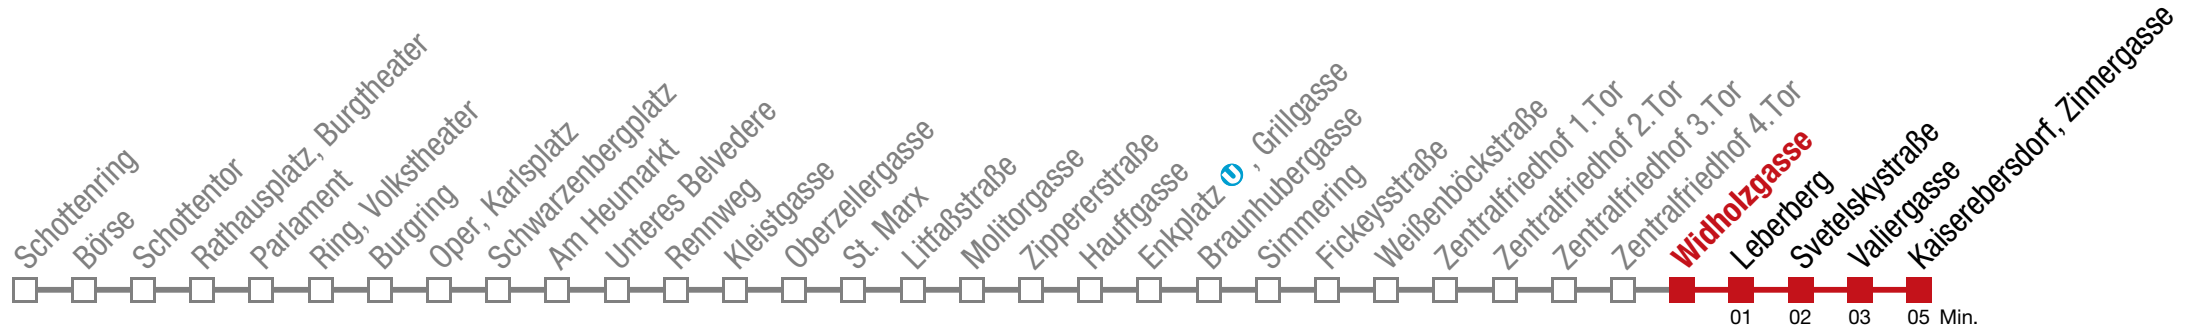 Schottenring
Börse
Schottentor
Rathausplatz, Burgtheater
Parlament
Ring, Volkstheater
Burgring
Oper, Karlsplatz
Schwarzenbergplatz
Am Heumarkt
Unteres Belvedere
Rennweg
Kleistgasse
Oberzellergasse
St. Marx
Litfaßstraße
Molitorgasse
Zippererstraße
Hauffgasse
Enkplatz U, Grillgasse
Braunhubergasse
Simmering
Fickeysstraße
Weißenböckstraße
Zentralfriedhof 1.Tor
Zentralfriedhof 2.Tor
Zentralfriedhof 3.Tor
Zentralfriedhof 4.Tor
Widholzgasse
Leberberg
Svetelskystraße
Valiergasse
Kaiserebersdorf, Zinnergasse
01 02 03 05 Min.